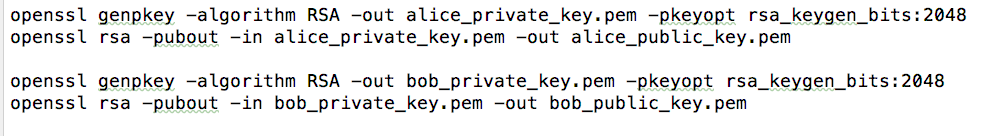 openssl genpkey –algorithm RSA –out alice_private_key.pem –pkeyopt rsa_keygen_bits:2048
openssl rsa –pubout –in alice_private_key.pem –out alice_public_key.pem
openssl genpkey –algorithm RSA –out bob_private_key.pem –pkeyopt rsa_keygen_bits:2048
openssl rsa –pubout –in bob_private_key.pem –out bob_public_key.pem